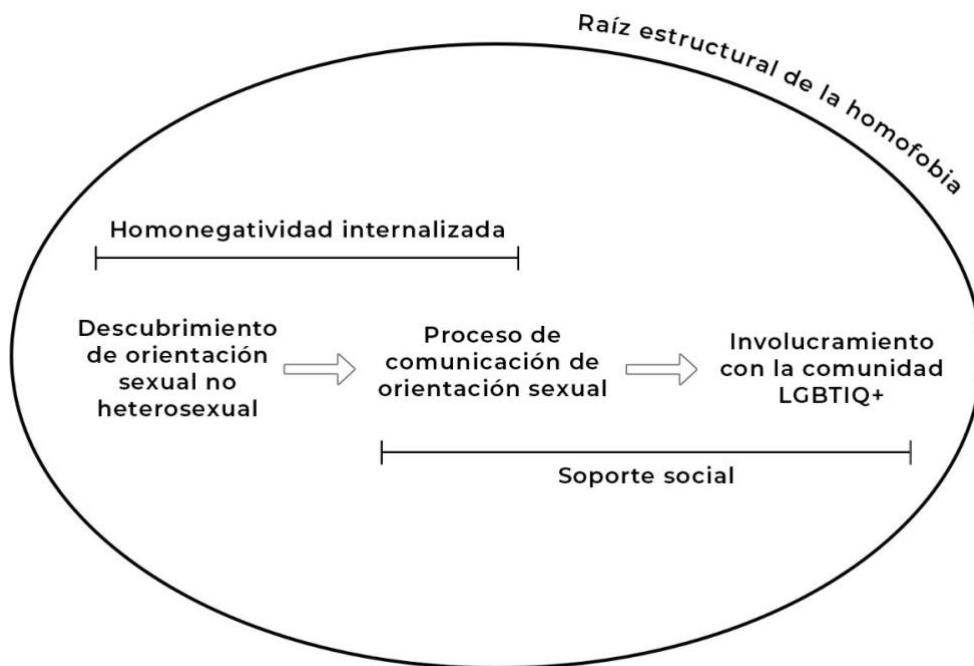 Raíz estructural de la homofobia
Homonegatividad internalizada
Descubrimiento
de orientación
sexual no
heterosexual
Proceso de
comunicación de
orientación sexual
Involucramiento
con la comunidad
LGBTIQ+
Soporte social